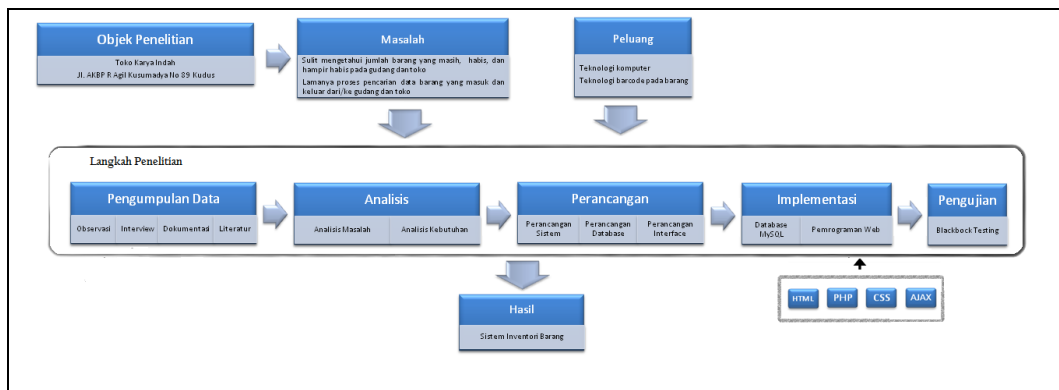 Objek Penelitian
Toko Karya Indah
Jl. AKBP R Agil Kusumadya No 89 Kudus
Masalah
Sulit mengetahui jumlah barang yang masih, habis, dan
hampir habis pada gudang dan toko
Lamanya proses pencarian data barang yang masuk dan
keluar dari/ke gudang dan toko
Peluang
Teknologi komputer
Teknologi barcode pada barang
Langkah Penelitian
Pengumpulan Data
Observasi
Interview
Dokumentasi
Literatur
Analisis
Analisis Masalah
Analisis Kebutuhan
Perancangan
Perancangan
Sistem
Perancangan
Database
Perancangan
Interface
Implementasi
Database
MySQL
Pemrograman Web
Pengujian
Blackbock Testing
HTML
PHP
CSS
AJAX
Hasil
Sistem Inventori Barang